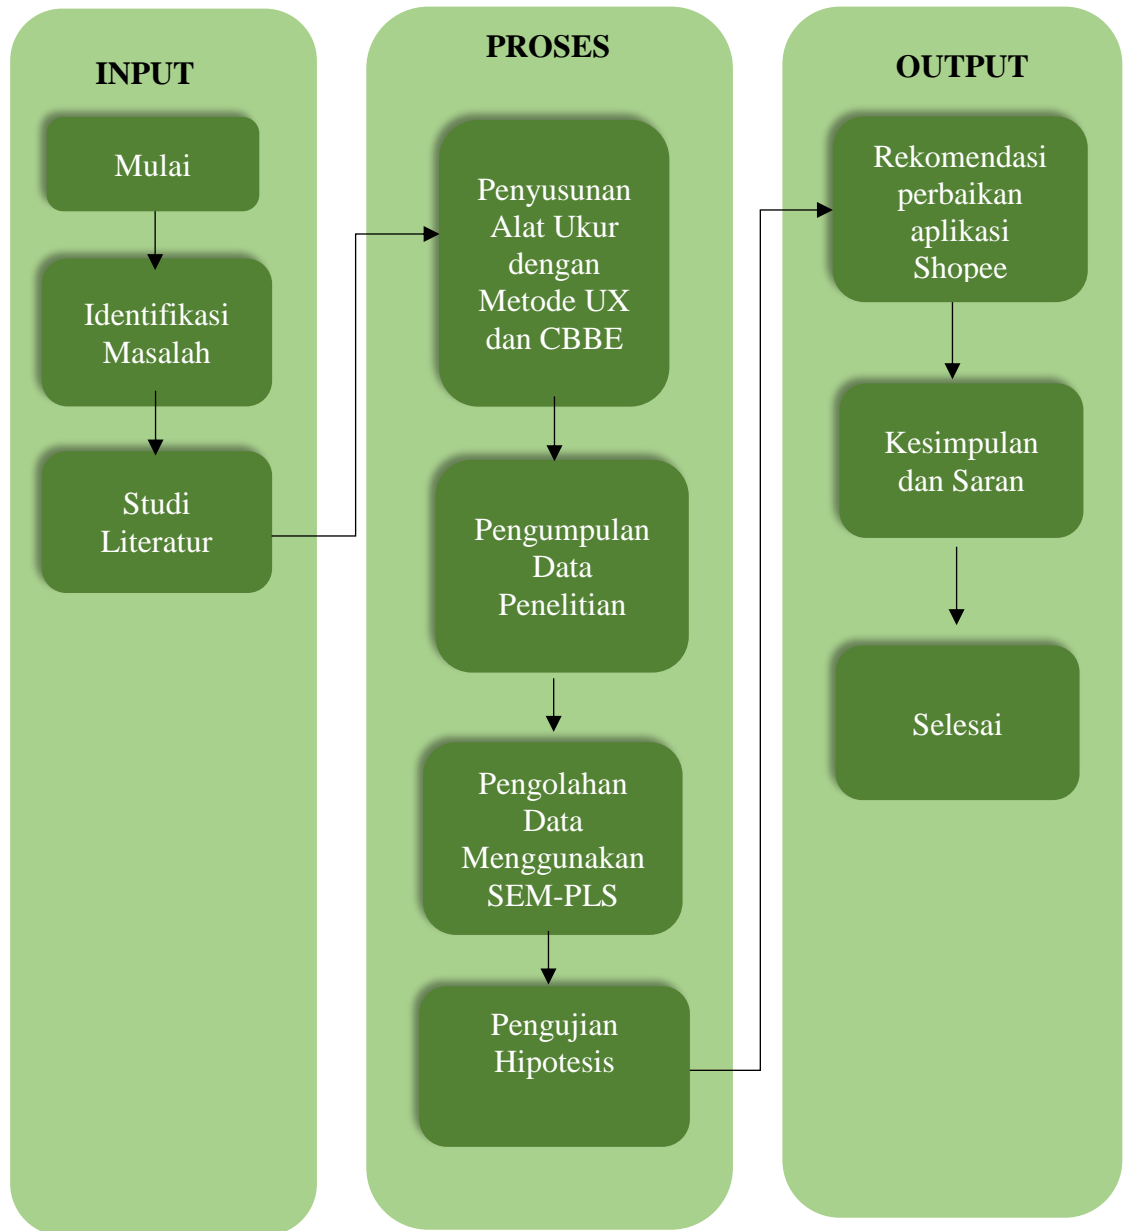 INPUT
Mulai
Identifikasi
Masalah
Studi
Literatur
PROSES
Penyusunan
Alat Ukur
dengan
Metode UX
dan CBBE
Pengumpulan
Data
Penelitian
Pengolahan
Data
Menggunakan
SEM-PLS
Pengujian
Hipotesis
OUTPUT
Rekomendasi
perbaikan
aplikasi
Shopee
Kesimpulan
dan Saran
Selesai